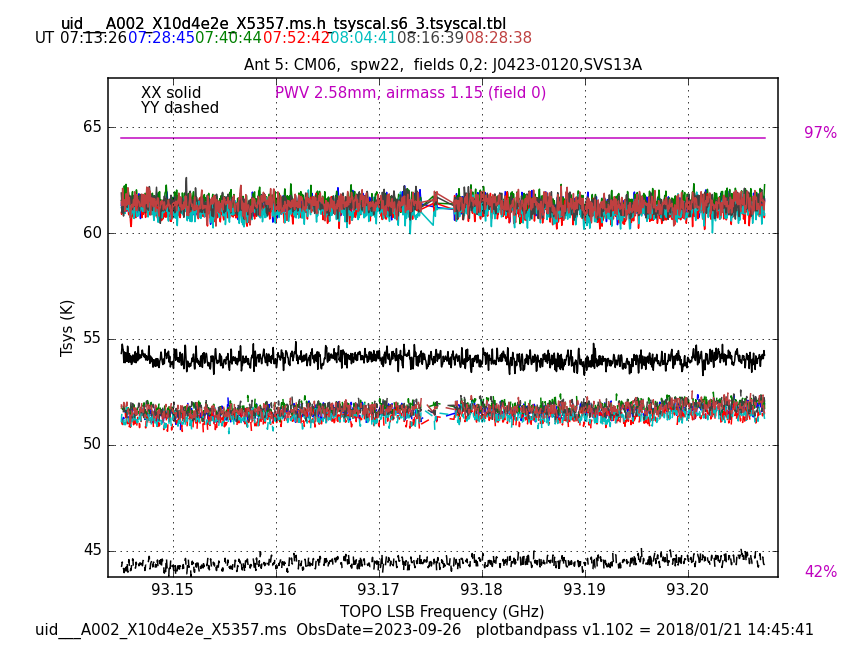 uid___A002_X10d4e2e_X5357.ms.h_tsyscal.s6_3.tsyscal.tbl
UT 07:13:26 07:28:45 07:40:44 07:52:42 08:04:41 08:16:39 08:28:38
Ant 5: CM06,  spw22,  fields 0,2: J0423-0120,SVS13A
XX solid
PWV 2.58mm, airmass 1.15 (field 0)
YY dashed
65
97%
60
55
50
45
42%
Tsys (K)
93.15 93.16 93.17 93.18 93.19 93.20
TOPO LSB Frequency (GHz)
uid___A002_X10d4e2e_X5357.ms  ObsDate=2023-09-26   plotbandpass v1.102 = 2018/01/21 14:45:41